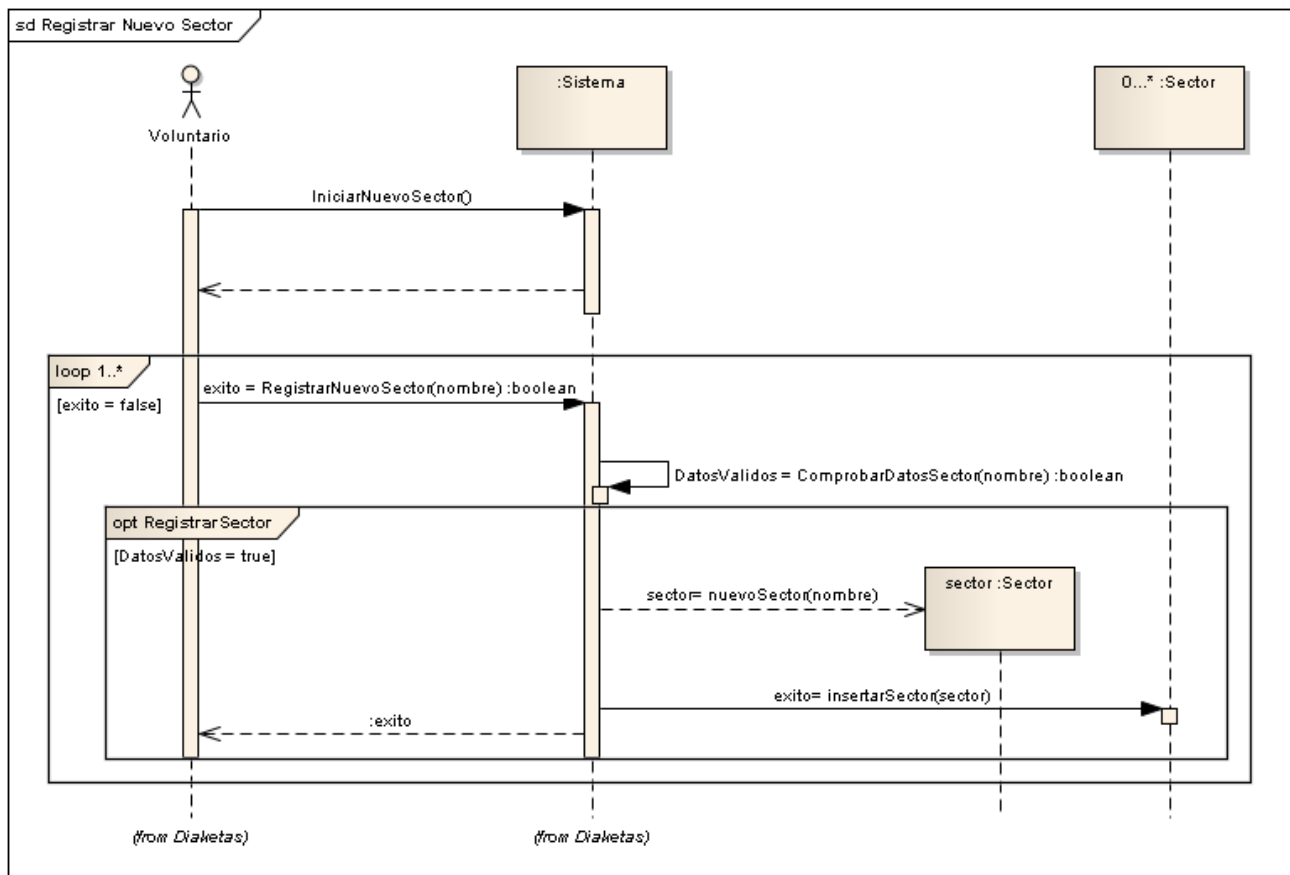 sd Registrar Nuevo Sector
:Sistema
0...* :Sector
Voluntario
IniciarNuevoSector()
loop 1..*
[exito = false]
exito = RegistrarNuevoSector(nombre) :boolean
DatosValidos = ComprobarDatosSector(nombre) :boolean
opt RegistrarSector
[DatosValidos = true]
sector= nuevoSector(nombre)
sector :Sector
exito= insertarSector(sector)
:exito
(from Diaketas)
(from Diaketas)